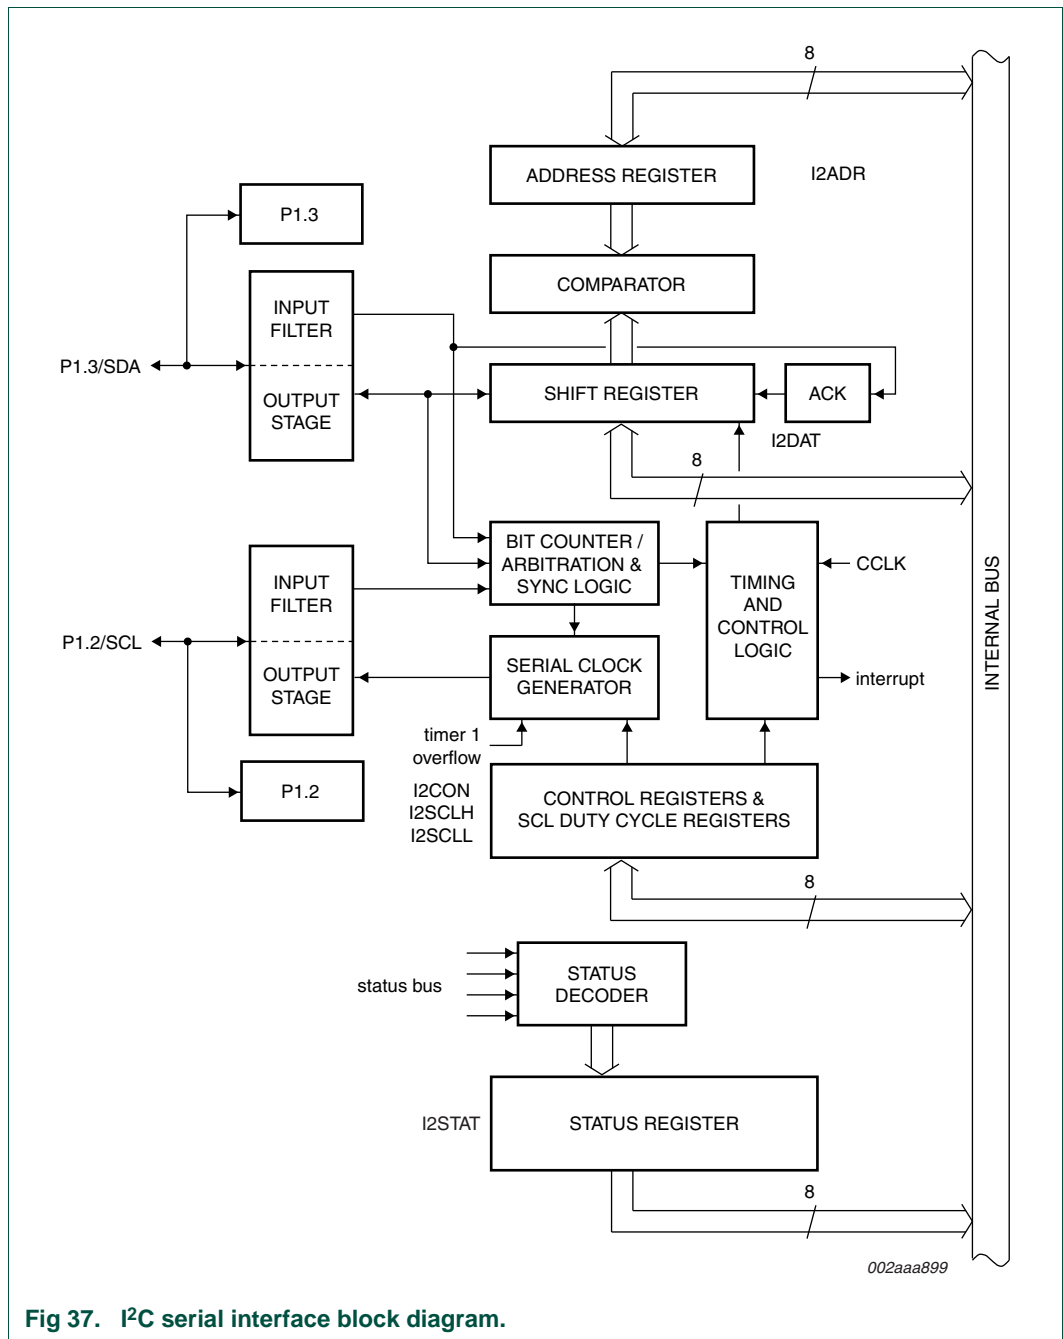 8
ADDRESS REGISTER
I2ADR
P1.3
COMPARATOR
INPUT
FILTER
P1.3/SDA
OUTPUT
STAGE
SHIFT REGISTER
ACK
I2DAT
8
BIT COUNTER /
ARBITRATION &
SYNC LOGIC
INPUT
FILTER
TIMING
AND
CONTROL
LOGIC
CCLK
P1.2/SCL
OUTPUT
STAGE
SERIAL CLOCK
GENERATOR
interrupt
INTERNAL BUS
timer 1
overflow
P1.2
I2CON
I2SCLH
I2SCLL
CONTROL REGISTERS &
SCL DUTY CYCLE REGISTERS
8
status bus
STATUS
DECODER
I2STAT
STATUS REGISTER
8
002aaa899
Fig 37. I²C serial interface block diagram.